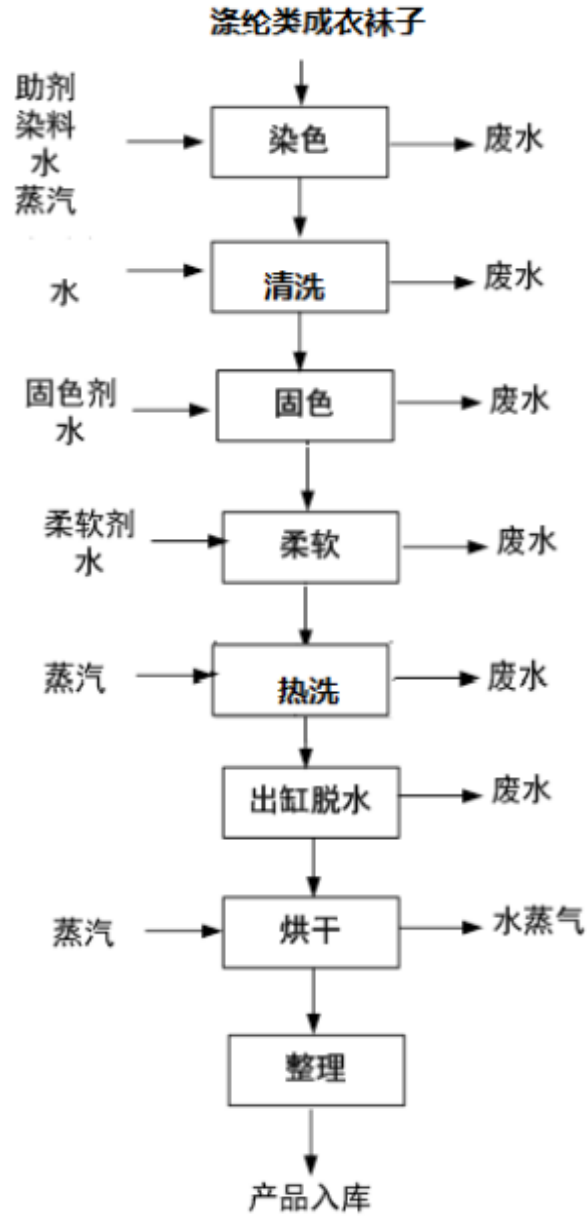 涤纶类成衣袜子
助剂
染料
水
蒸汽
染色
废水
水
清洗
废水
固色剂
水
固色
废水
柔软剂
水
柔软
废水
蒸汽
热洗
废水
出缸脱水
废水
蒸汽
烘干
水蒸气
整理
产品入库